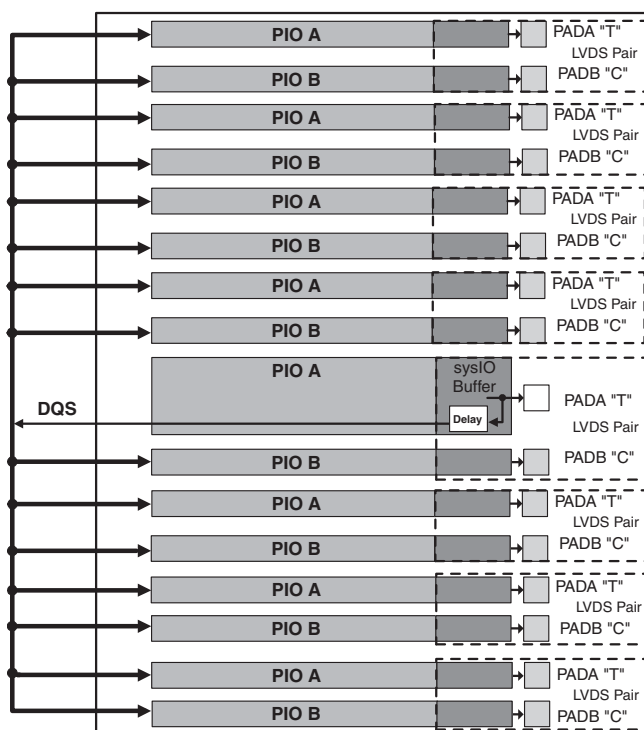 PIO A PADA "T"
LVDS Pair
PIO B PADB "C"
PIO A PADA "T"
LVDS Pair
PIO B PADB "C"
PIO A PADA "T"
LVDS Pair
PIO B PADB "C"
PIO A PADA "T"
LVDS Pair
PIO B PADB "C"
PIO A sysIO
Buffer
PADA "T"
DQS Delay
LVDS Pair
PIO B PADB "C"
PIO A PADA "T"
LVDS Pair
PIO B PADB "C"
PIO A PADA "T"
LVDS Pair
PIO B PADB "C"
PIO A PADA "T"
LVDS Pair
PIO B PADB "C"